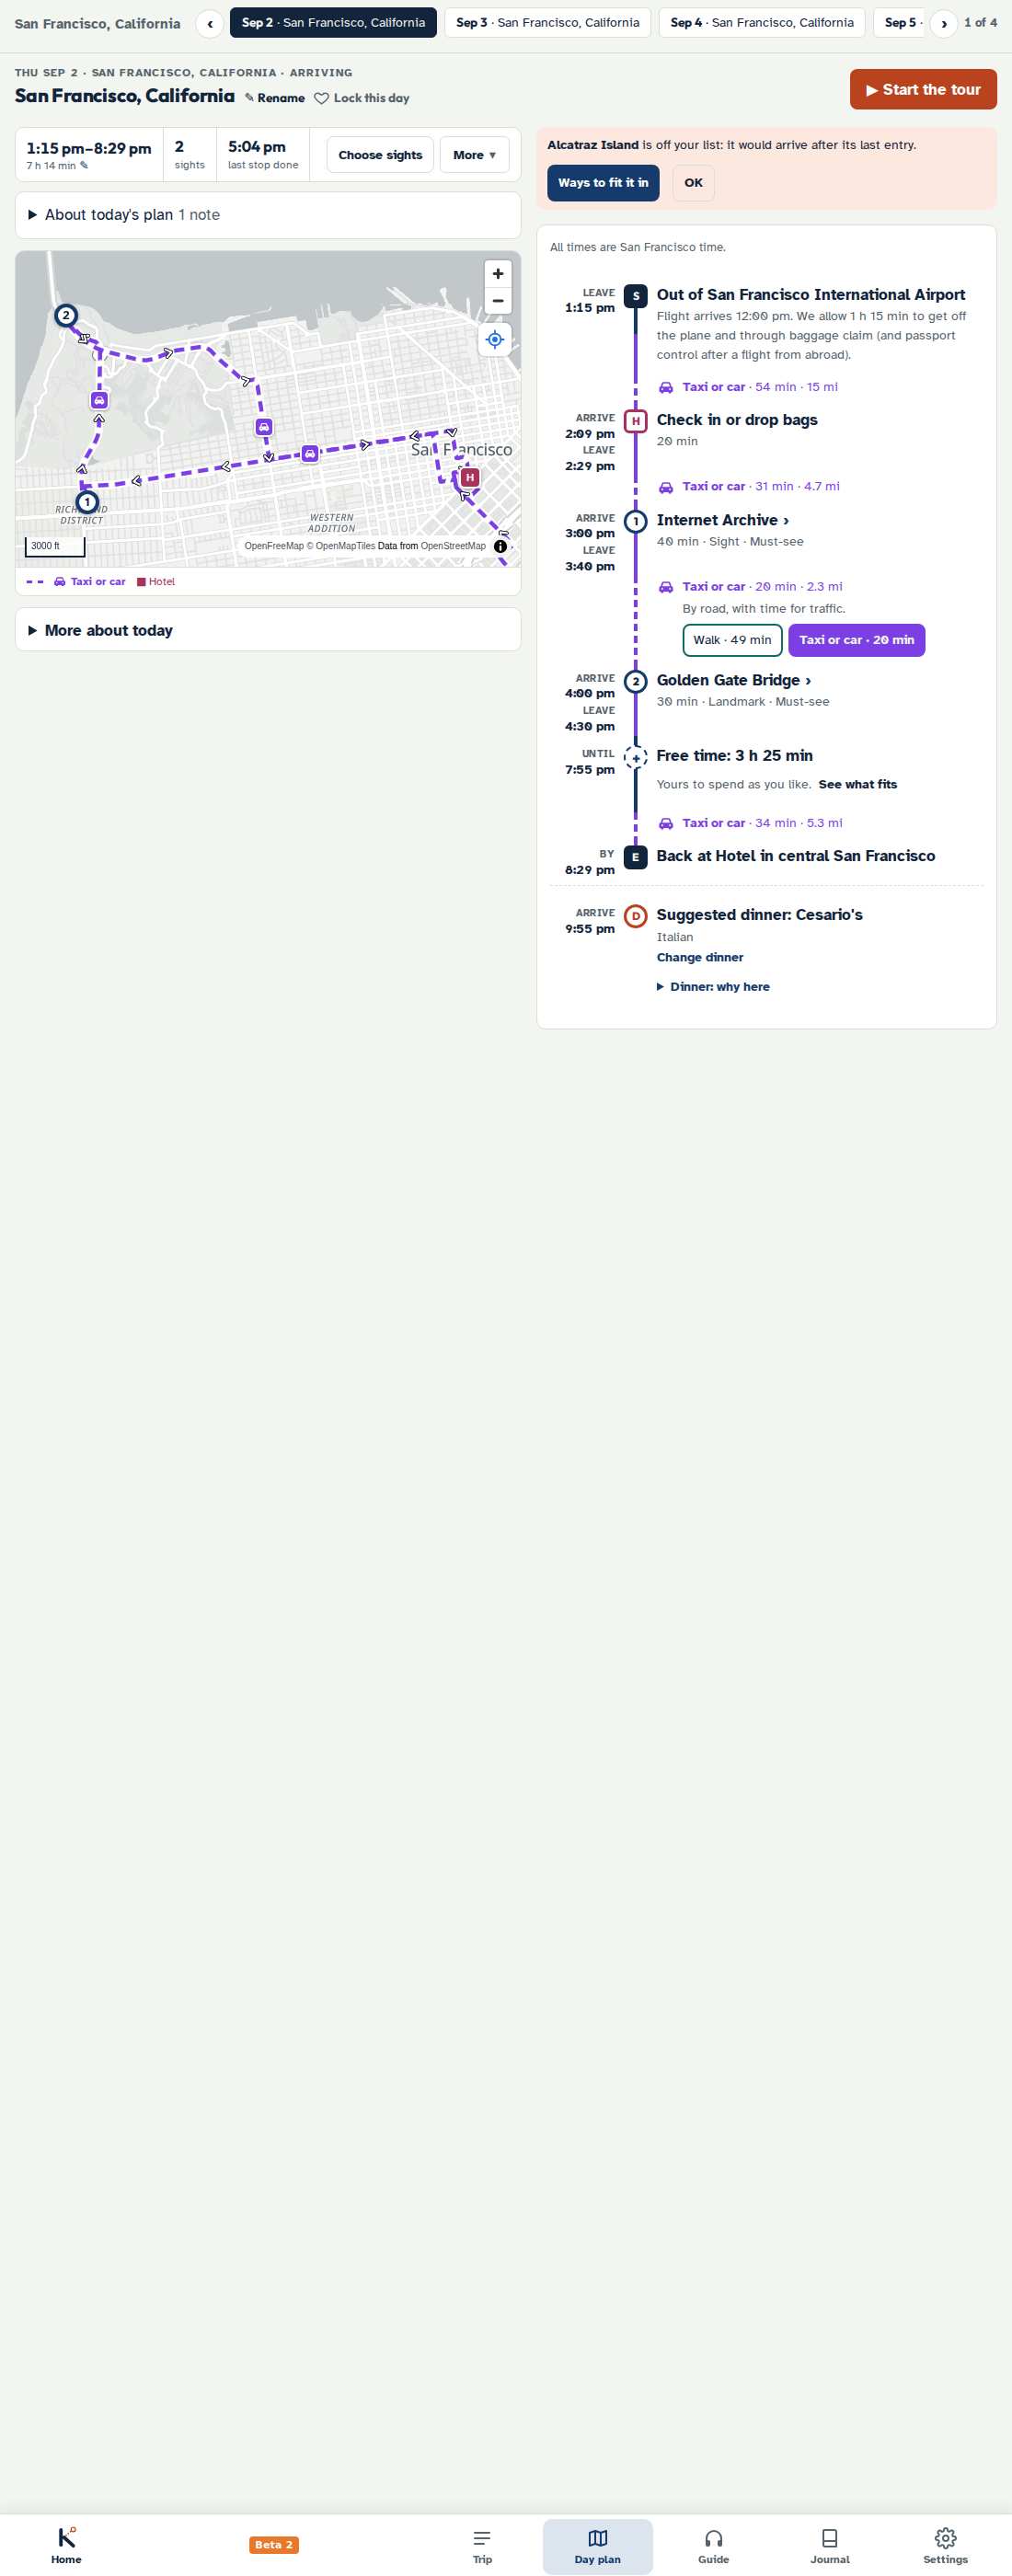 San Francisco, California
‹
Sep 2 · San Francisco, California
Sep 3 · San Francisco, California
Sep 4 · San Francisco, California
Sep 5 ·
›
1 of 4
THU SEP 2 · SAN FRANCISCO, CALIFORNIA · ARRIVING
San Francisco, California
✎ Rename
Lock this day
▶ Start the tour
1:15 pm–8:29 pm
7 h 14 min ✎
2
sights
5:04 pm
last stop done
Choose sights
More ▾
▶ About today's plan 1 note
+
−
2
1
H
San Francisco
RICHMOND
DISTRICT
WESTERN
ADDITION
3000 ft
OpenFreeMap © OpenMapTiles Data from OpenStreetMap
Taxi or car
Hotel
▶ More about today
Alcatraz Island is off your list: it would arrive after its last entry.
Ways to fit it in
OK
All times are San Francisco time.
LEAVE
1:15 pm
S
Out of San Francisco International Airport
Flight arrives 12:00 pm. We allow 1 h 15 min to get off
the plane and through baggage claim (and passport
control after a flight from abroad).
Taxi or car · 54 min · 15 mi
ARRIVE
2:09 pm
LEAVE
2:29 pm
H
Check in or drop bags
20 min
Taxi or car · 31 min · 4.7 mi
ARRIVE
3:00 pm
LEAVE
3:40 pm
1
Internet Archive ›
40 min · Sight · Must-see
Taxi or car · 20 min · 2.3 mi
By road, with time for traffic.
Walk · 49 min
Taxi or car · 20 min
ARRIVE
4:00 pm
LEAVE
4:30 pm
2
Golden Gate Bridge ›
30 min · Landmark · Must-see
UNTIL
7:55 pm
+
Free time: 3 h 25 min
Yours to spend as you like. See what fits
Taxi or car · 34 min · 5.3 mi
BY
8:29 pm
E
Back at Hotel in central San Francisco
ARRIVE
9:55 pm
D
Suggested dinner: Cesario's
Italian
Change dinner
▶ Dinner: why here
Home
Beta 2
Trip
Day plan
Guide
Journal
Settings